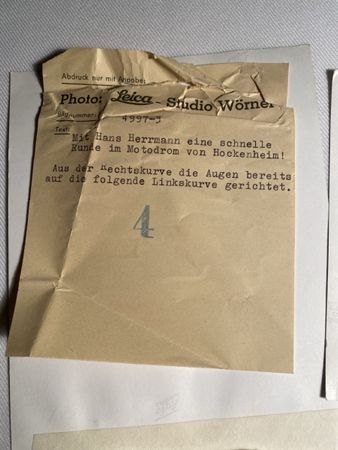 Abdruck nur mit Angabe:
Photo: Leica - Studio Wörner
Bildnummer: 4997-3
Text: Mit Hans Herrmann eine schnelle
Runde im Motodrom von Hockenheim!
Aus der Rechtskurve die Augen bereits
auf die folgende Linkskurve gerichtet.
4